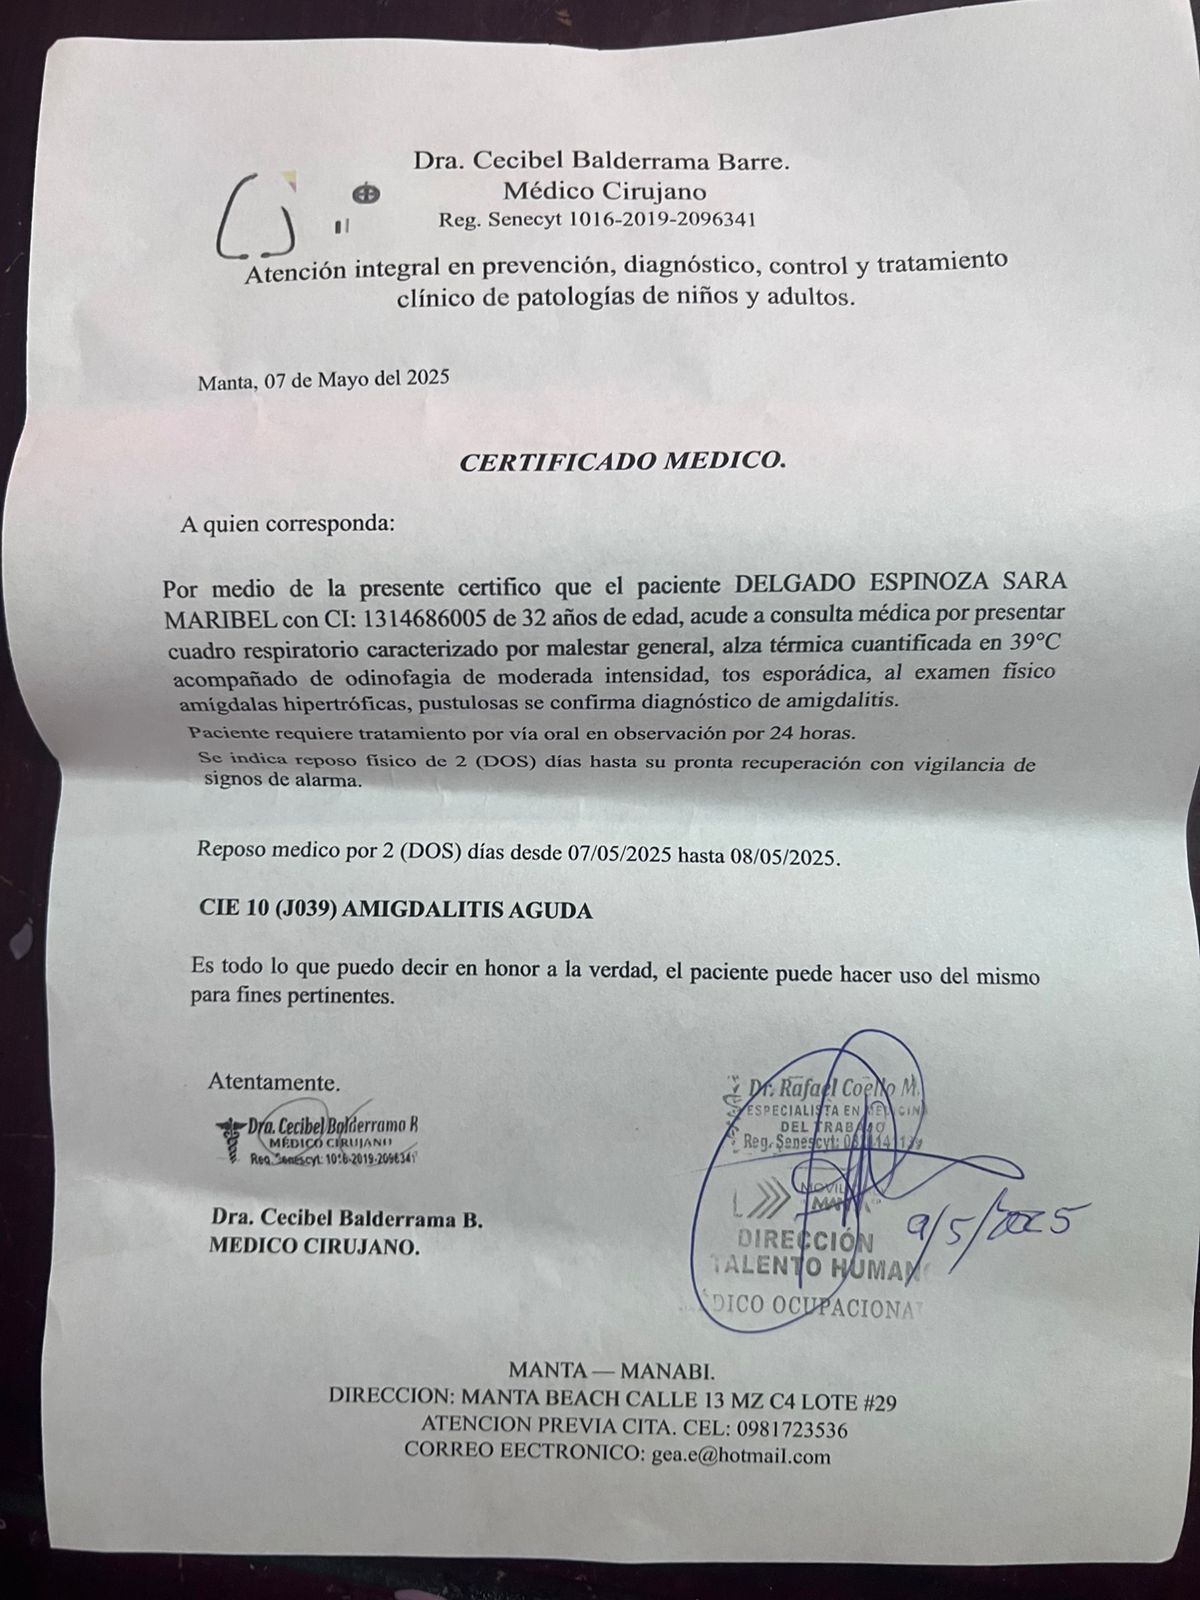 Dra. Cecibel Balderrama Barre.
Médico Cirujano
Reg. Senecyt 1016-2019-2096341
Atención integral en prevención, diagnóstico, control y tratamiento
clínico de patologías de niños y adultos.
Manta, 07 de Mayo del 2025
CERTIFICADO MEDICO.
A quien corresponda:
Por medio de la presente certifico que el paciente DELGADO ESPINOZA SARA
MARIBEL con CI: 1314686005 de 32 años de edad, acude a consulta médica por presentar
cuadro respiratorio caracterizado por malestar general, alza térmica cuantificada en 39°C
acompañado de odinofagia de moderada intensidad, tos esporádica, al examen físico
amígdalas hipertróficas, pustulosas se confirma diagnóstico de amigdalitis.
Paciente requiere tratamiento por vía oral en observación por 24 horas.
Se indica reposo físico de 2 (DOS) días hasta su pronta recuperación con vigilancia de
signos de alarma.
Reposo medico por 2 (DOS) días desde 07/05/2025 hasta 08/05/2025.
CIE 10 (J039) AMIGDALITIS AGUDA
Es todo lo que puedo decir en honor a la verdad, el paciente puede hacer uso del mismo
para fines pertinentes.
Atentamente.
Dra. Cecibel Balderrama B
MÉDICO CIRUJANO
Reg. Senescyt: 1016-2019-2096341
Dra. Cecibel Balderrama B.
MEDICO CIRUJANO.
Dr. Rafael Coello M.
ESPECIALISTA EN MEDICINA
DEL TRABAJO
Reg. Senescyt:
DIRECCIÓN
TALENTO HUMANO
9/5/2025
OCUPACIONAL
MANTA — MANABI.
DIRECCION: MANTA BEACH CALLE 13 MZ C4 LOTE #29
ATENCION PREVIA CITA. CEL: 0981723536
CORREO EECTRONICO: gea.e@hotmail.com